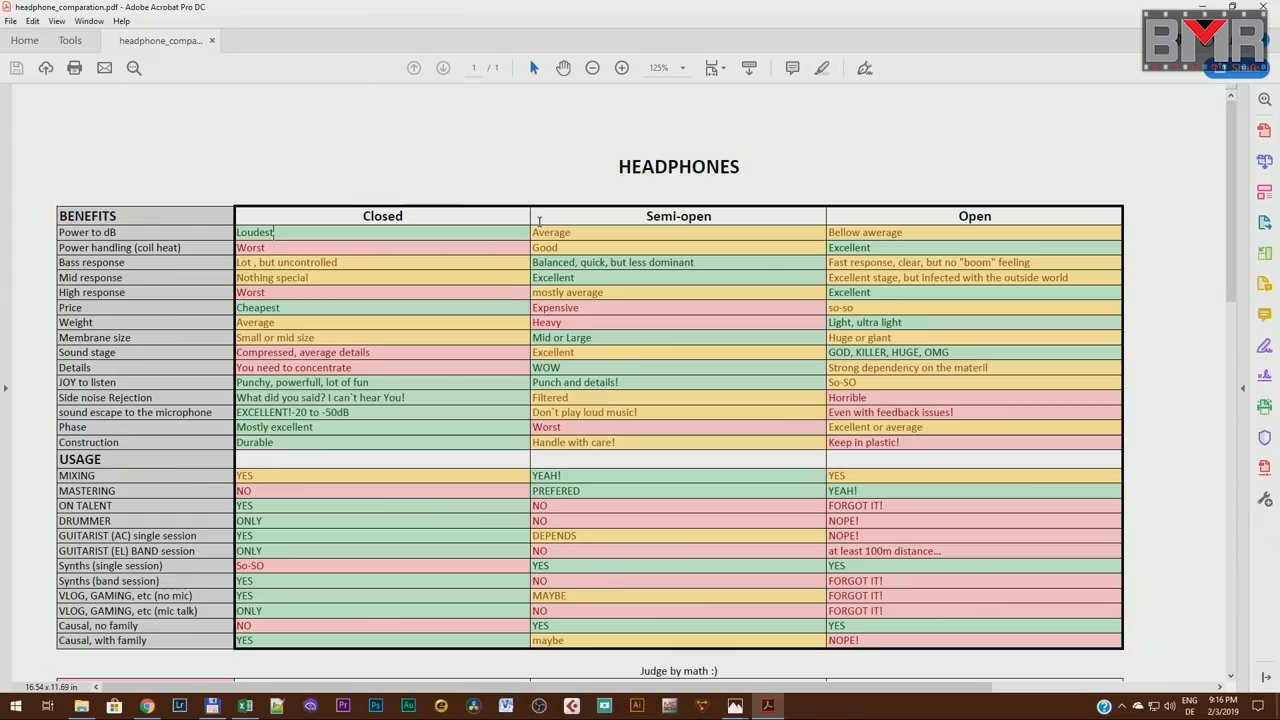 headphone_comparation.pdf - Adobe Acrobat Pro DC
File Edit View Window Help
Home Tools headphone_compa... ×
1 / 1 125%
BMR
HEADPHONES
BENEFITS Closed Semi-open Open
Power to dB Loudest Average Bellow awerage
Power handling (coil heat) Worst Good Excellent
Bass response Lot , but uncontrolled Balanced, quick, but less dominant Fast response, clear, but no "boom" feeling
Mid response Nothing special Excellent Excellent stage, but infected with the outside world
High response Worst mostly average Excellent
Price Cheapest Expensive so-so
Weight Average Heavy Light, ultra light
Membrane size Small or mid size Mid or Large Huge or giant
Sound stage Compressed, average details Excellent GOD, KILLER, HUGE, OMG
Details You need to concentrate WOW Strong dependency on the materil
JOY to listen Punchy, powerfull, lot of fun Punch and details! So-SO
Side noise Rejection What did you said? I can`t hear You! Filtered Horrible
sound escape to the microphone EXCELLENT!-20 to -50dB Don`t play loud music! Even with feedback issues!
Phase Mostly excellent Worst Excellent or average
Construction Durable Handle with care! Keep in plastic!
USAGE
MIXING YES YEAH! YES
MASTERING NO PREFERED YEAH!
ON TALENT YES NO FORGOT IT!
DRUMMER ONLY NO NOPE!
GUITARIST (AC) single session YES DEPENDS NOPE!
GUITARIST (EL) BAND session ONLY NO at least 100m distance...
Synths (single session) So-SO YES YES
Synths (band session) YES NO FORGOT IT!
VLOG, GAMING, etc (no mic) YES MAYBE FORGOT IT!
VLOG, GAMING, etc (mic talk) ONLY NO FORGOT IT!
Causal, no family NO YES YES
Causal, with family YES maybe NOPE!
Judge by math :)
16.54 x 11.69 in
Lr Pr Ps Au Ai
ENG 9:16 PM
DE 2/3/2019